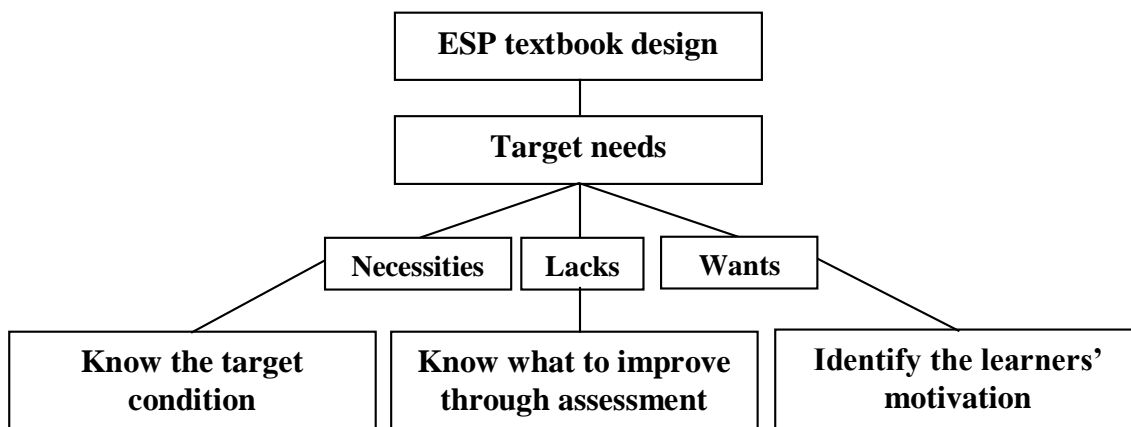 ESP textbook design
Target needs
Necessities
Lacks
Wants
Know the target
condition
Know what to improve
through assessment
Identify the learners’
motivation